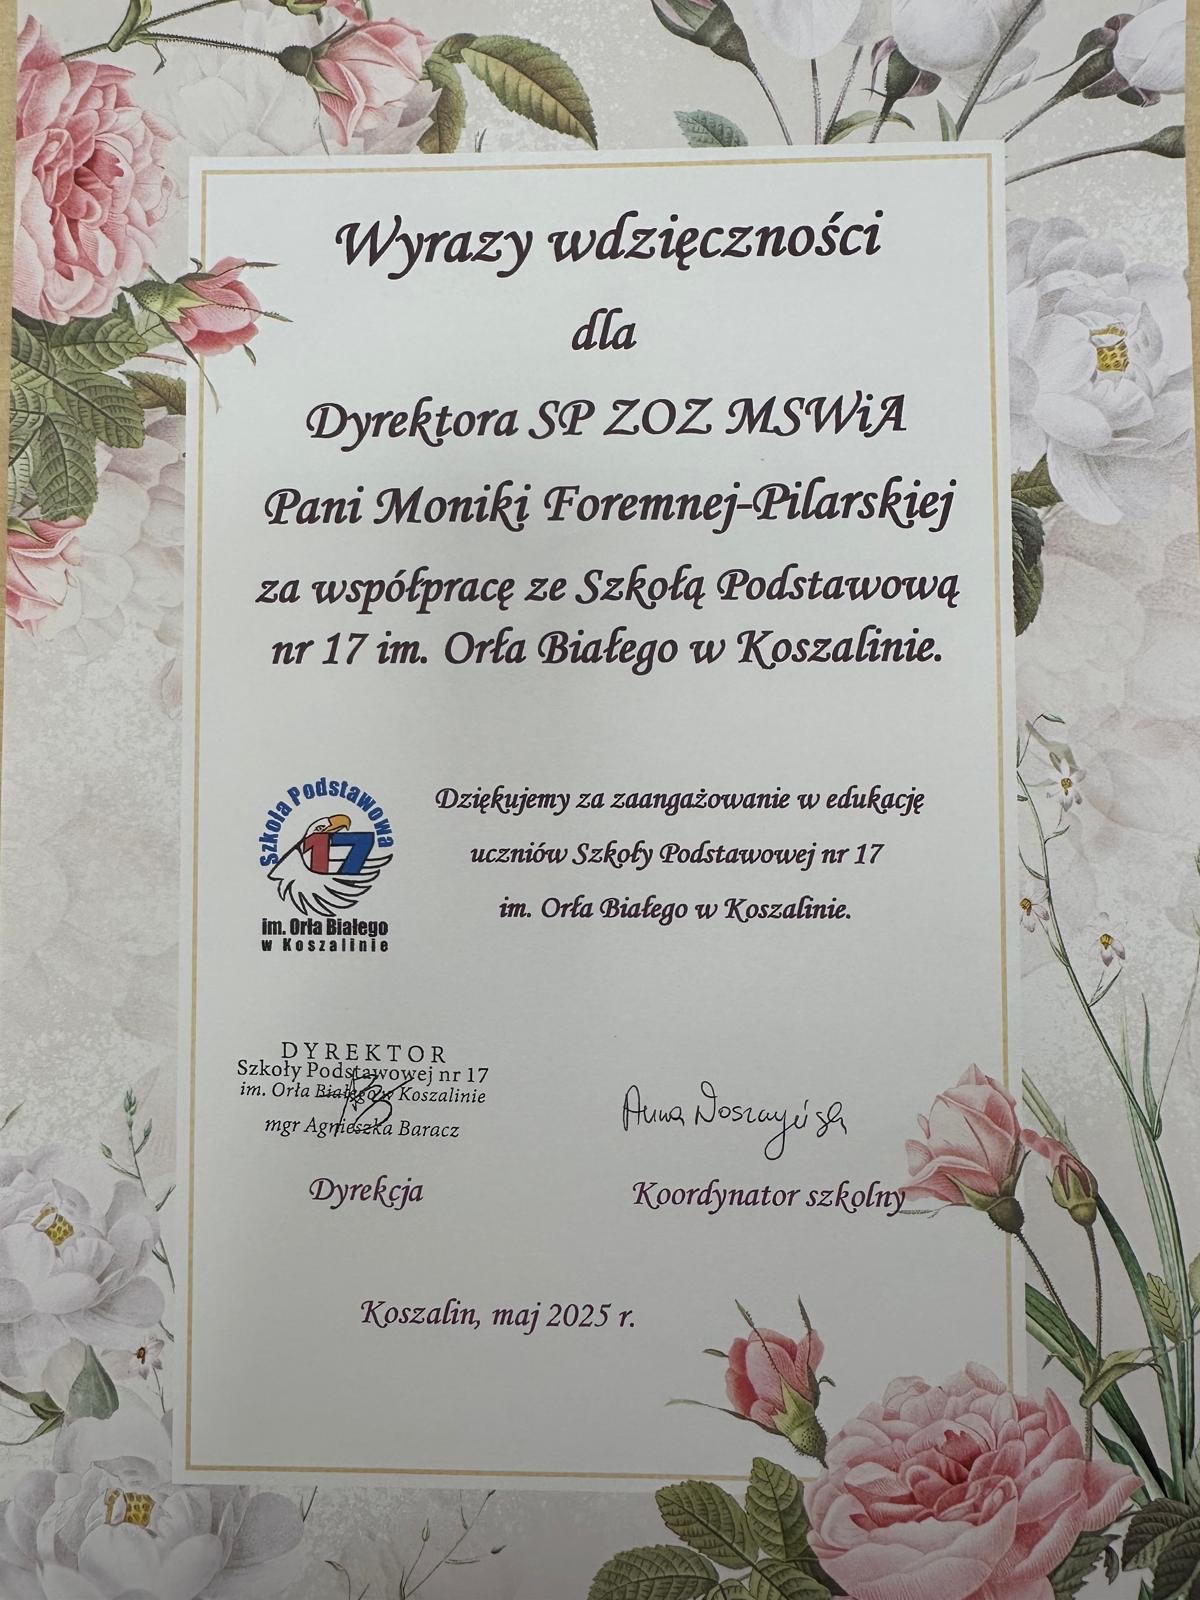 Wyrazy wdzięczności
dla
Dyrektora SP ZOZ MSWiA
Pani Moniki Foremnej-Pilarskiej
za współpracę ze Szkołą Podstawową
nr 17 im. Orła Białego w Koszalinie.
Szkoła Podstawowa
17
im. Orła Białego
w Koszalinie
Dziękujemy za zaangażowanie w edukację
uczniów Szkoły Podstawowej nr 17
im. Orła Białego w Koszalinie.
DYREKTOR
Szkoły Podstawowej nr 17
im. Orła Białego w Koszalinie
mgr Agnieszka Baracz
Dyrekcja
Anna
Koordynator szkolny
Koszalin, maj 2025 r.